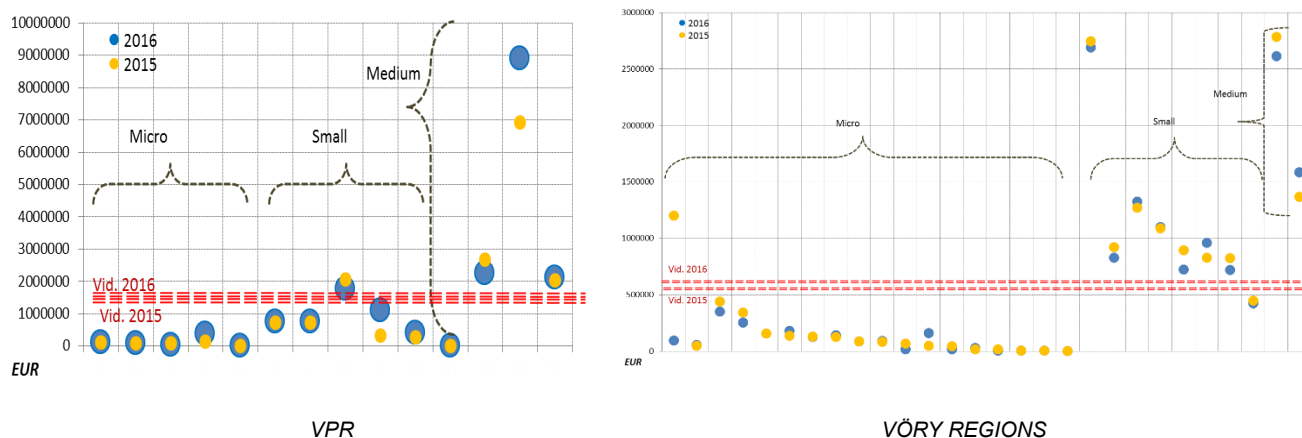 10000000
9000000
8000000
7000000
6000000
5000000
4000000
3000000
2000000
1000000
0
EUR
2016
2015
Medium
Micro
Small
Vid. 2016
Vid. 2015
VPR
3000000
2500000
2000000
1500000
1000000
500000
0
EUR
2016
2015
Medium
Micro
Small
Vid. 2016
Vid. 2015
VÖRY REGIONS